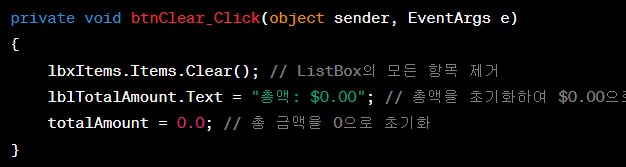 private void btnClear_Click(object sender, EventArgs e)
{
lbxItems.Items.Clear(); // ListBox의 모든 항목 제거
lblTotalAmount.Text = "총액: $0.00"; // 총액을 초기화하여 $0.00으로
totalAmount = 0.0; // 총 금액을 0으로 초기화
}